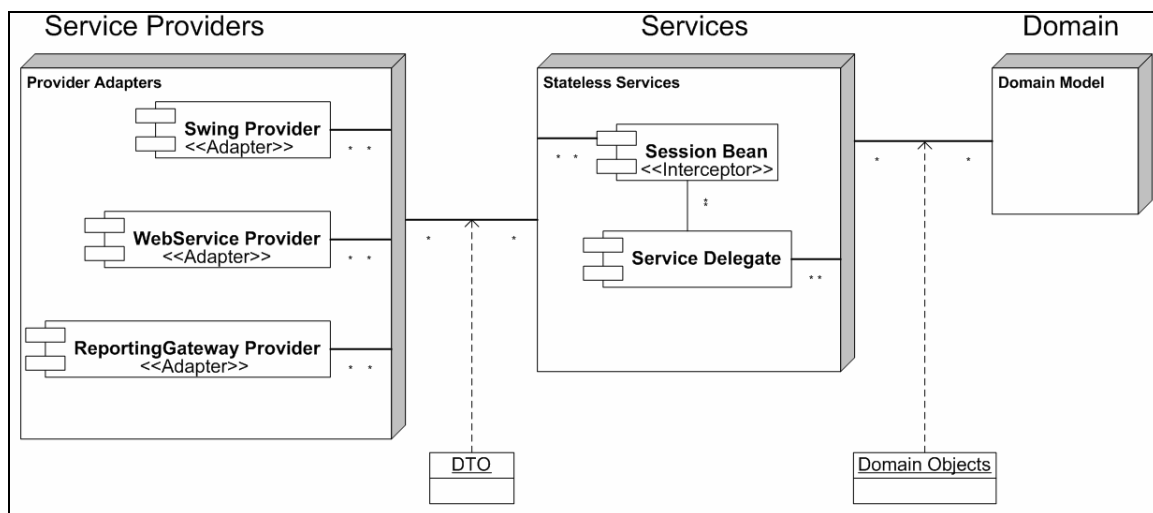 Service Providers
Services
Domain
Provider Adapters
Swing Provider
<<Adapter>>
* *
WebService Provider
<<Adapter>>
* *
ReportingGateway Provider
<<Adapter>>
* *
* *
Stateless Services
* *
Session Bean
<<Interceptor>>
*
*
Service Delegate
* *
* *
Domain Model
DTO
Domain Objects